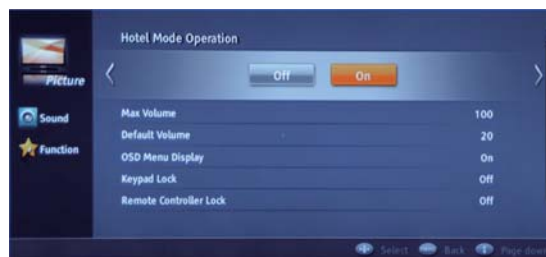 Hotel Mode Operation
Picture
Off On
Sound
Function
Max Volume 100
Default Volume 20
OSD Menu Display On
Keypad Lock Off
Remote Controller Lock Off
Select Back Page down